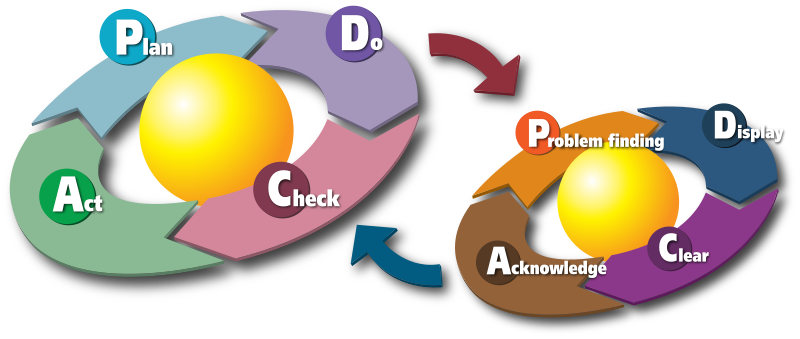 Plan
Do
Check
Act
Problem finding
Display
Clear
Acknowledge